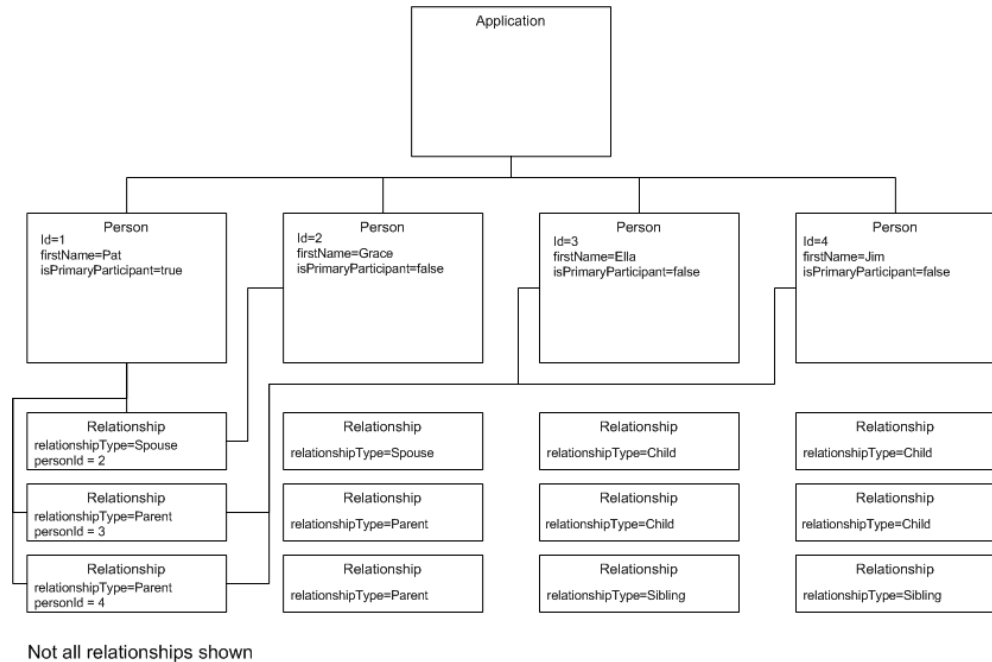 Application
Person
Id=1
firstName=Pat
isPrimaryParticipant=true
Person
Id=2
firstName=Grace
isPrimaryParticipant=false
Person
Id=3
firstName=Ella
isPrimaryParticipant=false
Person
Id=4
firstName=Jim
isPrimaryParticipant=false
Relationship
relationshipType=Spouse
personId = 2
Relationship
relationshipType=Spouse
Relationship
relationshipType=Child
Relationship
relationshipType=Child
Relationship
relationshipType=Parent
personId = 3
Relationship
relationshipType=Parent
Relationship
relationshipType=Child
Relationship
relationshipType=Child
Relationship
relationshipType=Parent
personId = 4
Relationship
relationshipType=Parent
Relationship
relationshipType=Sibling
Relationship
relationshipType=Sibling
Not all relationships shown